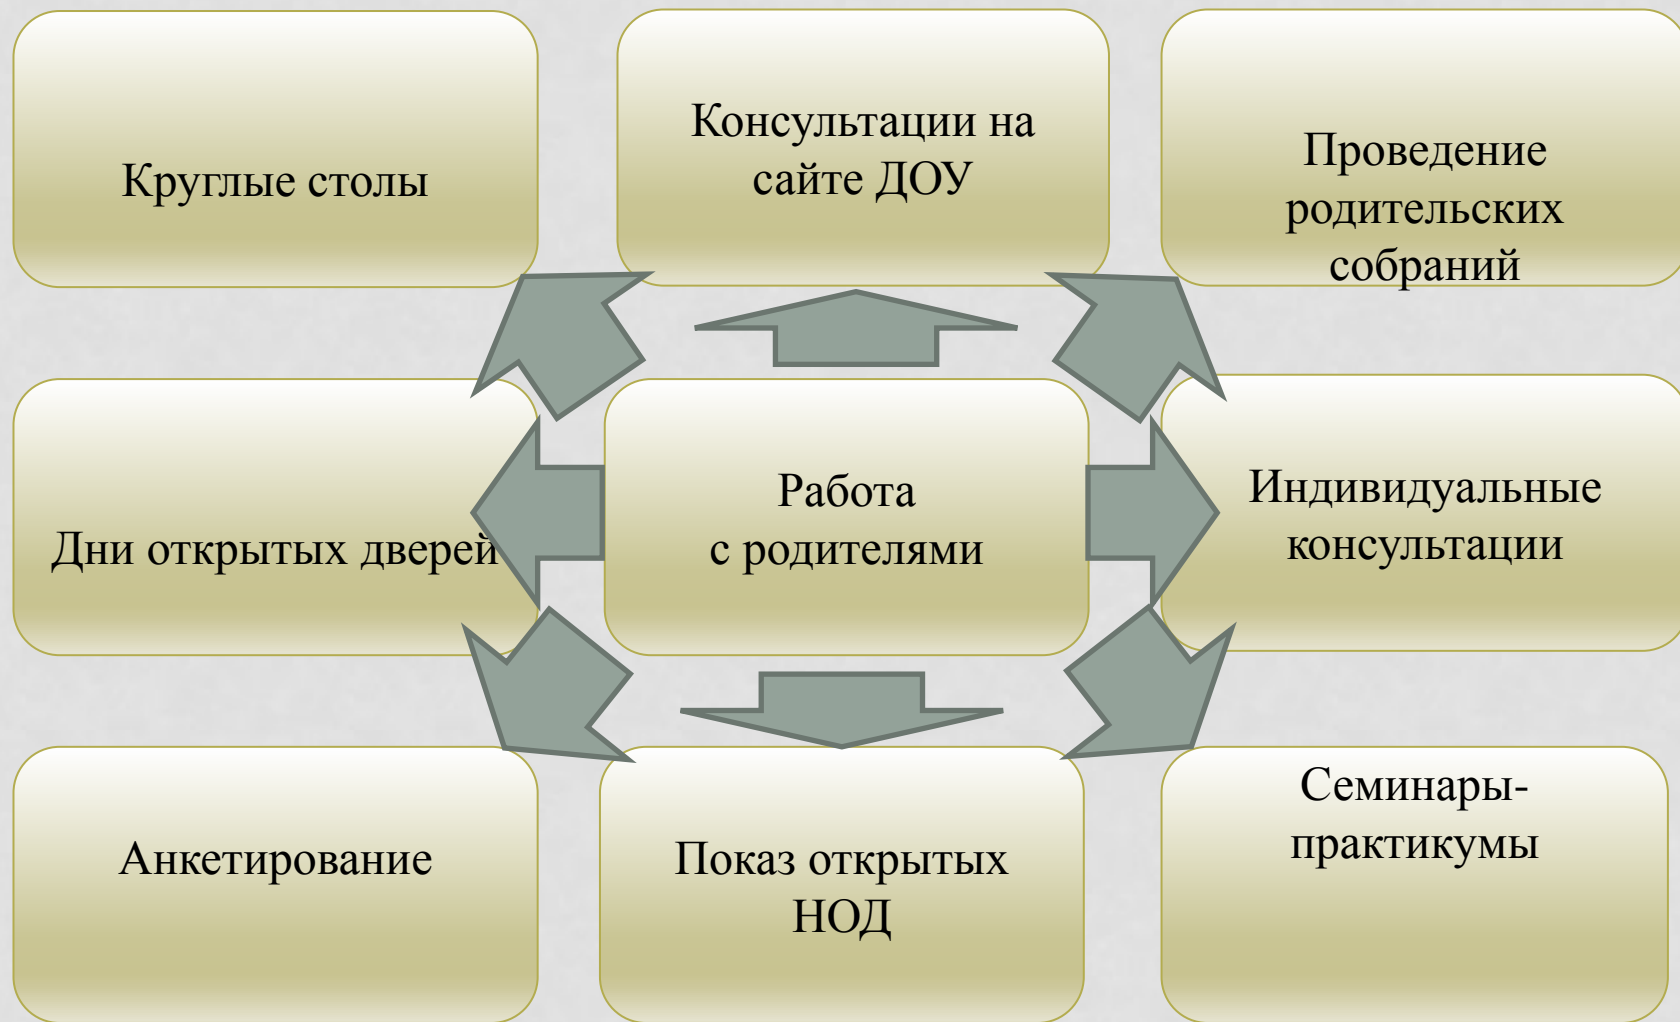 Круглые столы
Консультации на
сайте ДОУ
Проведение
родительских
собраний
Дни открытых дверей
Работа
с родителями
Индивидуальные
консультации
Анкетирование
Показ открытых
НОД
Семинары-
практикумы